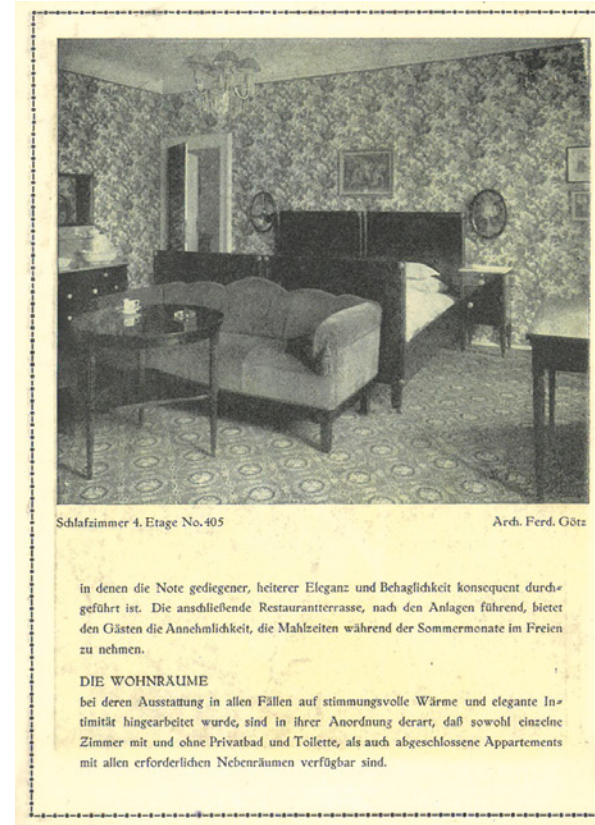 Schlafzimmer 4. Etage No. 405
Arch. Ferd. Götz
in denen die Note gediegener, heiterer Eleganz und Behaglichkeit konsequent durch=
geführt ist. Die anschließende Restaurantterrasse, nach den Anlagen führend, bietet
den Gästen die Annehmlichkeit, die Mahlzeiten während der Sommermonate im Freien
zu nehmen.
DIE WOHNRÄUME
bei deren Ausstattung in allen Fällen auf stimmungsvolle Wärme und elegante In=
timität hingearbeitet wurde, sind in ihrer Anordnung derart, daß sowohl einzelne
Zimmer mit und ohne Privatbad und Toilette, als auch abgeschlossene Appartements
mit allen erforderlichen Nebenräumen verfügbar sind.